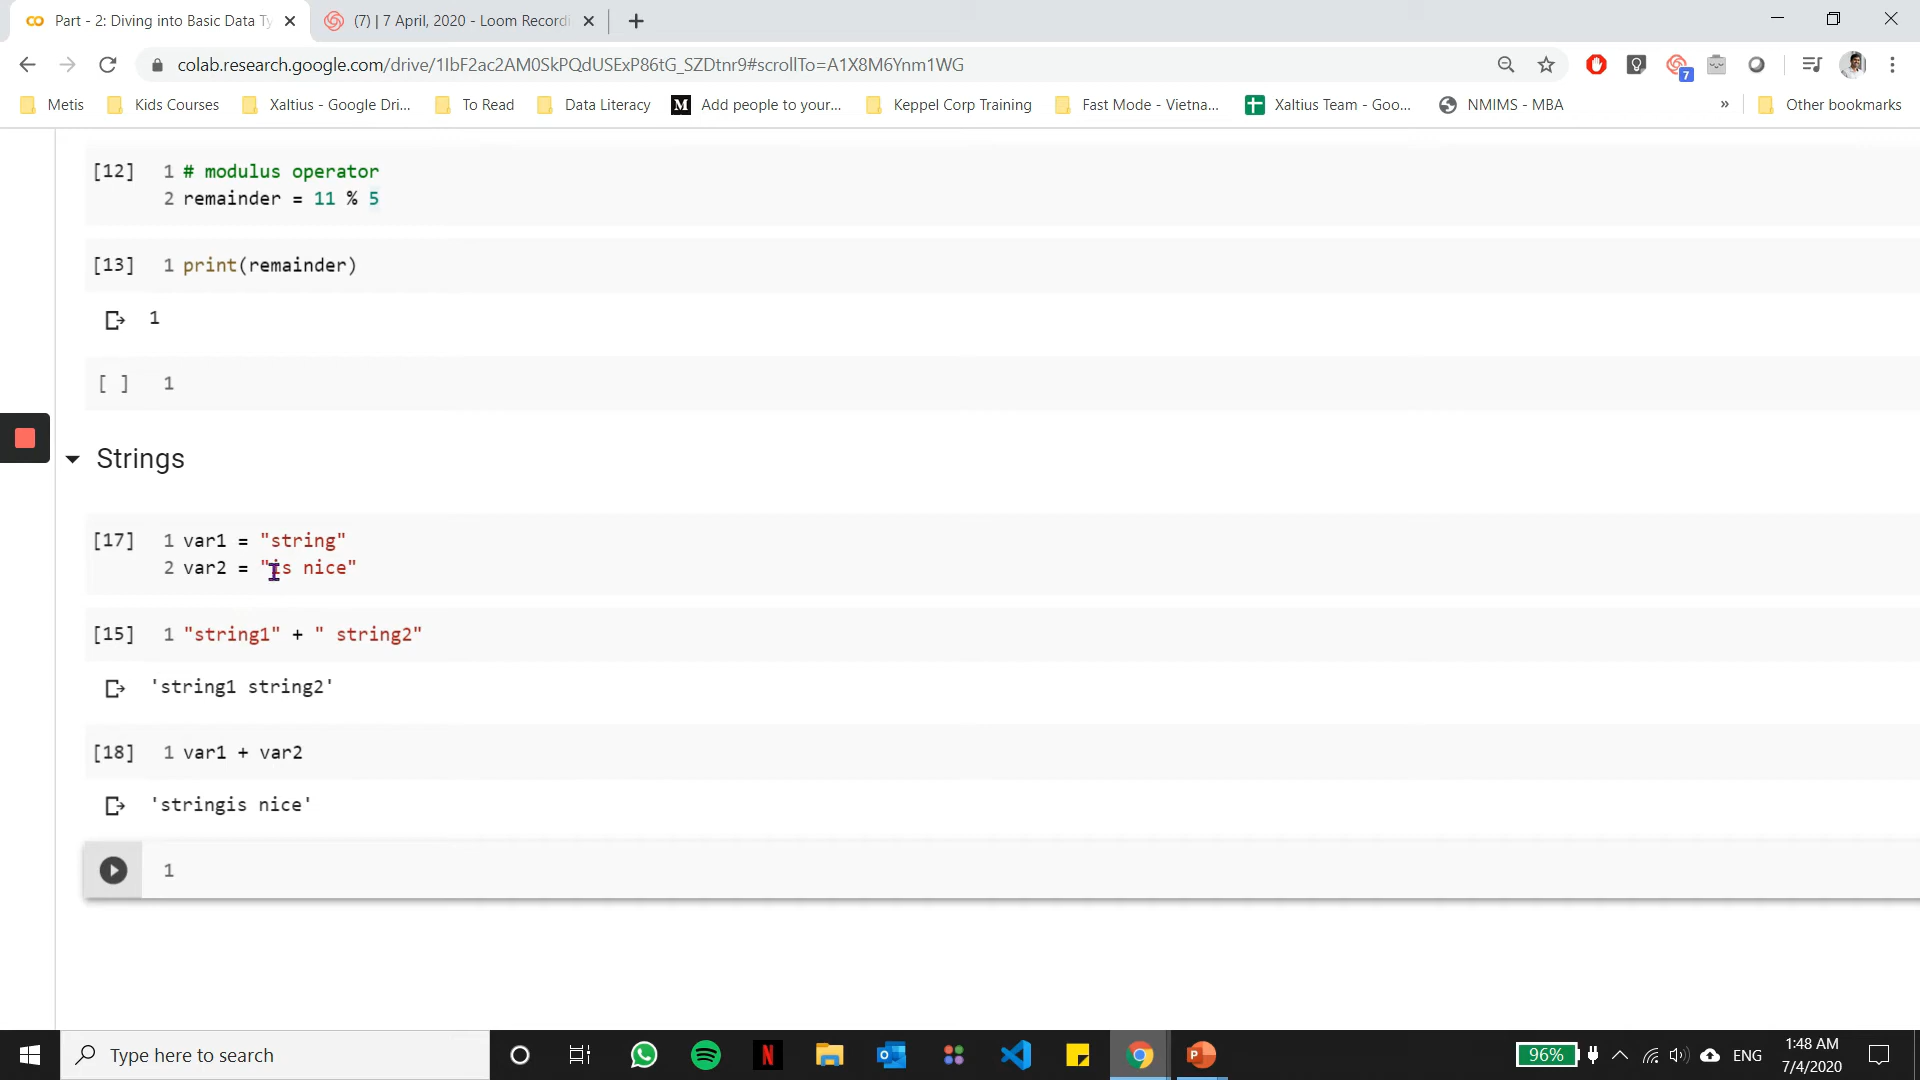 Part - 2: Diving into Basic Data Ty
(7) | 7 April, 2020 - Loom Recordi
colab.research.google.com/drive/1IbF2ac2AM0SkPQdUSExP86tG_SZDtnr9#scrollTo=A1X8M6Ynm1WG
7
Metis Kids Courses Xaltius - Google Dri... To Read Data Literacy M Add people to your... Keppel Corp Training Fast Mode - Vietna... Xaltius Team - Goo... NMIMS - MBA » Other bookmarks
[12] 1 # modulus operator
2 remainder = 11 % 5
[13] 1 print(remainder)
1
[ ] 1
Strings
[17] 1 var1 = "string"
2 var2 = "is nice"
[15] 1 "string1" + " string2"
'string1 string2'
[18] 1 var1 + var2
'stringis nice'
1
Type here to search
N
P
96%
ENG
1:48 AM
7/4/2020